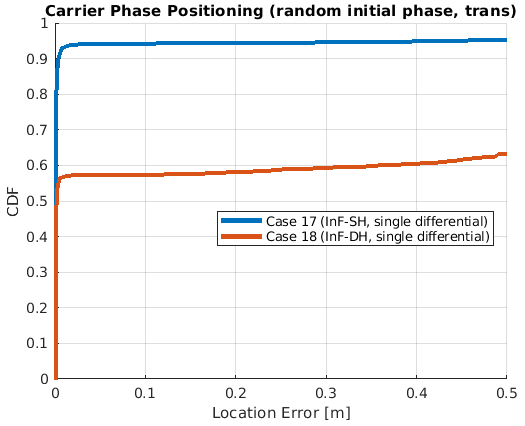 Carrier Phase Positioning (random initial phase, trans)
1
0.9
0.8
0.7
0.6
0.5
0.4
0.3
0.2
0.1
0
CDF
Case 17 (InF-SH, single differential)
Case 18 (InF-DH, single differential)
0 0.1 0.2 0.3 0.4 0.5
Location Error [m]